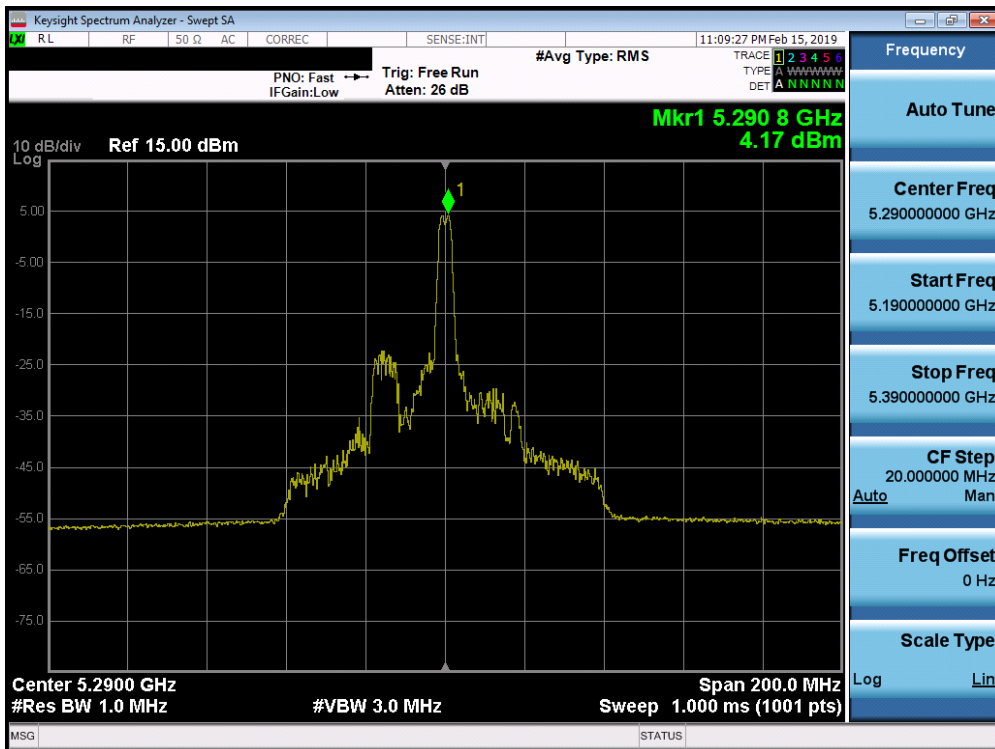 Keysight Spectrum Analyzer - Swept SA
LXI RL RF 50 Ω AC CORREC SENSE:INT 11:09:27 PM Feb 15, 2019
PNO: Fast Trig: Free Run #Avg Type: RMS TRACE 1 2 3 4 5 6
IFGain:Low Atten: 26 dB TYPE A WWWWW
DET A N N N N N
Mkr1 5.290 8 GHz
4.17 dBm
10 dB/div Ref 15.00 dBm
Log
1
5.00
-5.00
-15.0
-25.0
-35.0
-45.0
-55.0
-65.0
-75.0
Center 5.2900 GHz Span 200.0 MHz
#Res BW 1.0 MHz #VBW 3.0 MHz Sweep 1.000 ms (1001 pts)
MSG STATUS
Frequency
Auto Tune
Center Freq
5.290000000 GHz
Start Freq
5.190000000 GHz
Stop Freq
5.390000000 GHz
CF Step
20.000000 MHz
Auto Man
Freq Offset
0 Hz
Scale Type
Log Lin